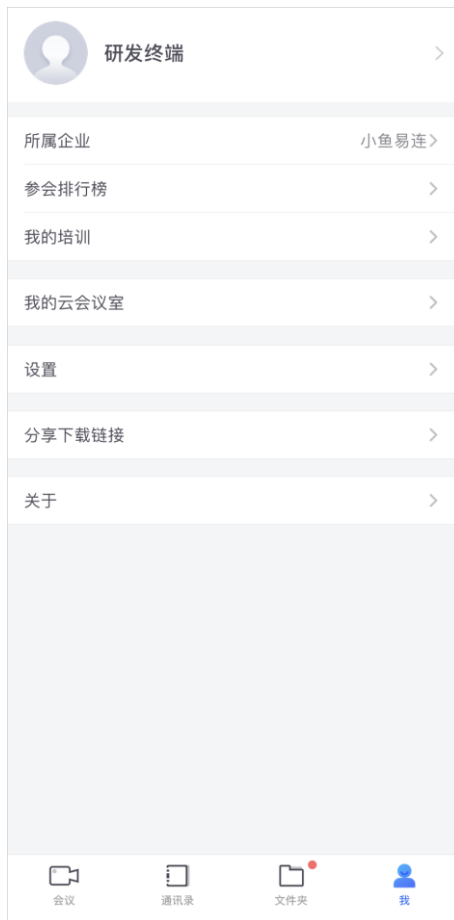 研发终端
所属企业 小鱼易连
参会排行榜
我的培训
我的云会议室
设置
分享下载链接
关于
会议 通讯录 文件夹 我